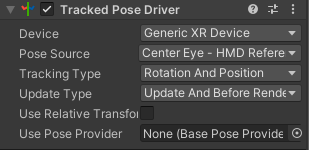 Tracked Pose Driver
Device Generic XR Device
Pose Source Center Eye - HMD Refere
Tracking Type Rotation And Position
Update Type Update And Before Rende
Use Relative Transfor
Use Pose Provider None (Base Pose Provide